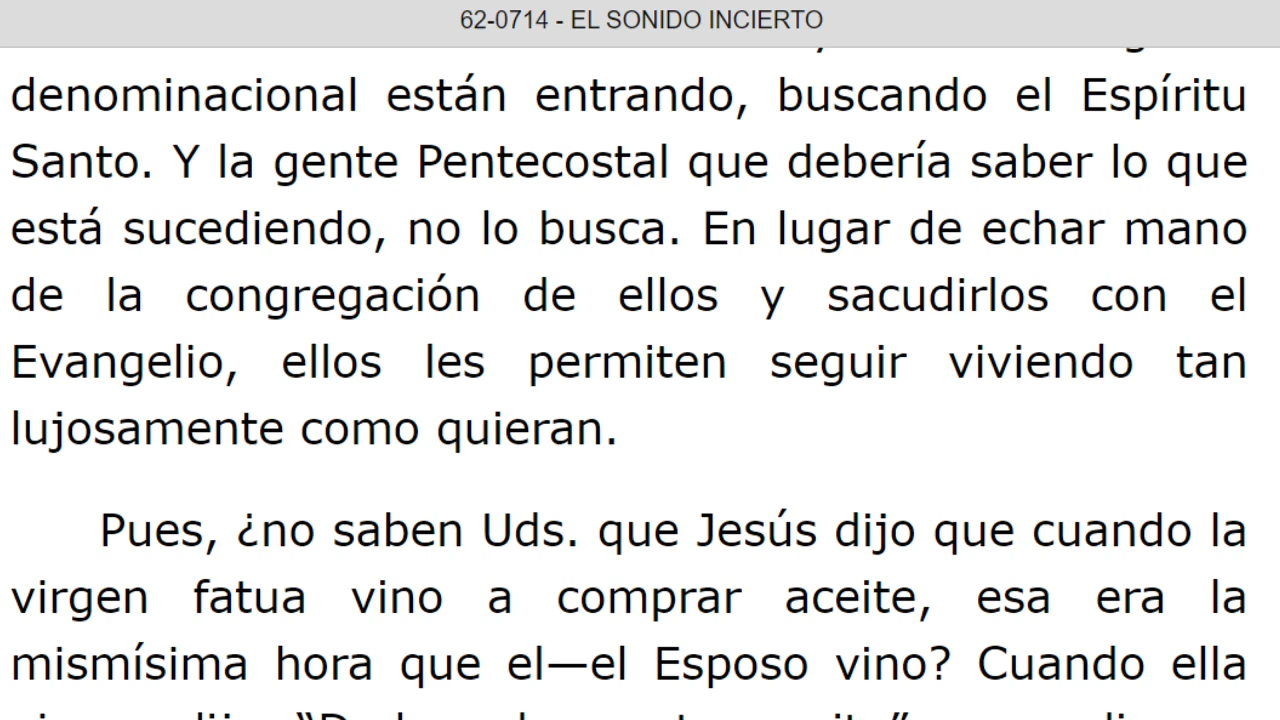 62-0714 - EL SONIDO INCIERTO
denominacional están entrando, buscando el Espíritu
Santo. Y la gente Pentecostal que debería saber lo que
está sucediendo, no lo busca. En lugar de echar mano
de la congregación de ellos y sacudirlos con el
Evangelio, ellos les permiten seguir viviendo tan
lujosamente como quieran.
Pues, ¿no saben Uds. que Jesús dijo que cuando la
virgen fatua vino a comprar aceite, esa era la
mismísima hora que el—el Esposo vino? Cuando ella